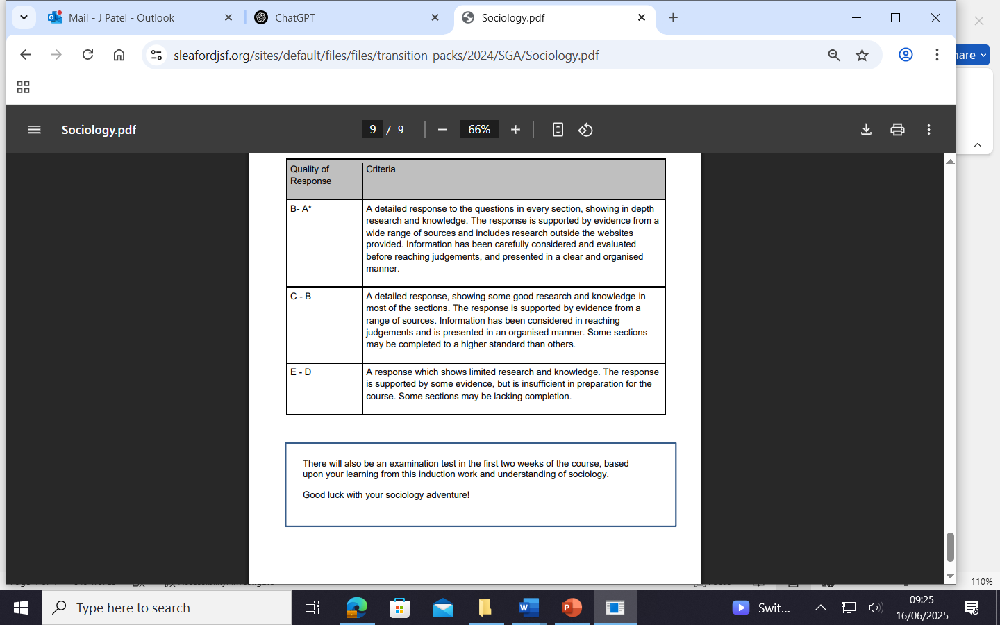 Mail - J Patel - Outlook
ChatGPT
Sociology.pdf
sleafordjsf.org/sites/default/files/files/transition-packs/2024/SGA/Sociology.pdf
are
Sociology.pdf
9 / 9
66%
Quality of
Response
Criteria
B- A*
A detailed response to the questions in every section, showing in depth
research and knowledge. The response is supported by evidence from a
wide range of sources and includes research outside the websites
provided. Information has been carefully considered and evaluated
before reaching judgements, and presented in a clear and organised
manner.
C - B
A detailed response, showing some good research and knowledge in
most of the sections. The response is supported by evidence from a
range of sources. Information has been considered in reaching
judgements and is presented in an organised manner. Some sections
may be completed to a higher standard than others.
E - D
A response which shows limited research and knowledge. The response
is supported by some evidence, but is insufficient in preparation for the
course. Some sections may be lacking completion.
There will also be an examination test in the first two weeks of the course, based
upon your learning from this induction work and understanding of sociology.
Good luck with your sociology adventure!
110%
Type here to search
Swit...
09:25
16/06/2025